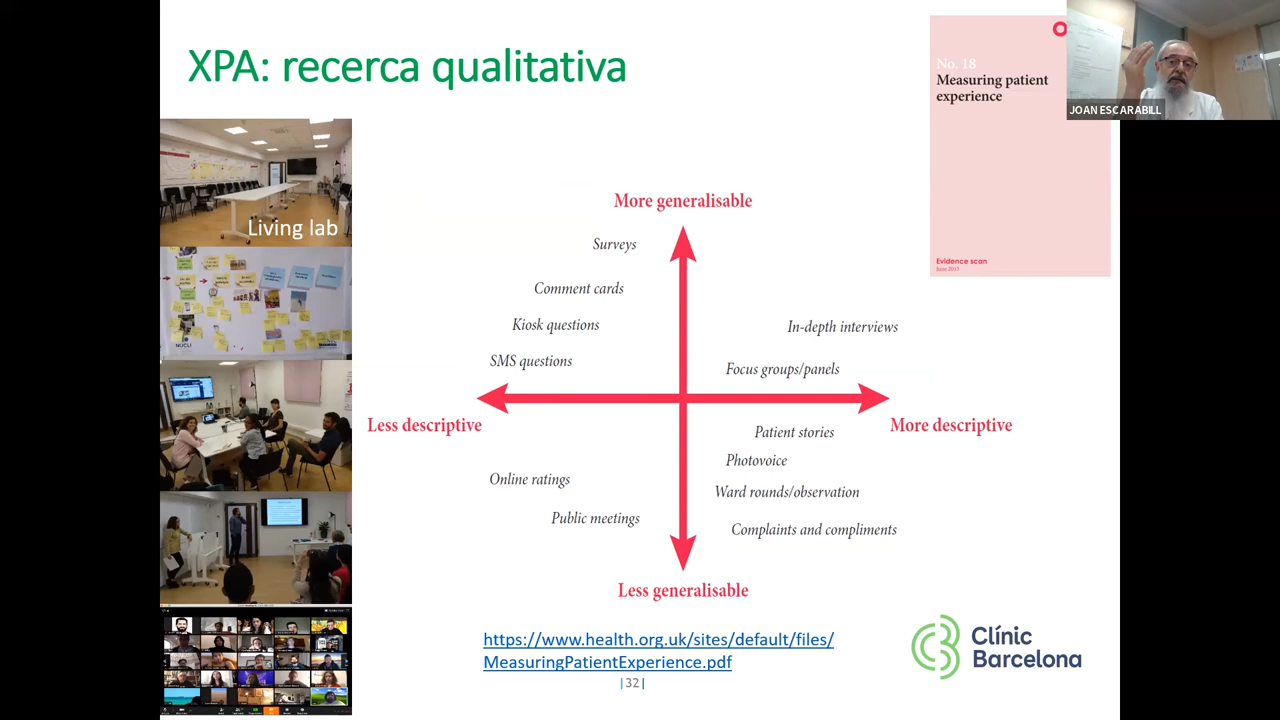 XPA: recerca qualitativa
No. 18
Measuring patient
experience
JOAN ESCARABILL
Living lab
More generalisable
Surveys
Comment cards
Kiosk questions
SMS questions
In-depth interviews
Focus groups/panels
Less descriptive
More descriptive
Patient stories
Photovoice
Ward rounds/observation
Complaints and compliments
Online ratings
Public meetings
Less generalisable
Evidence scan
June 2013
https://www.health.org.uk/sites/default/files/
MeasuringPatientExperience.pdf
|32|
Clínic
Barcelona